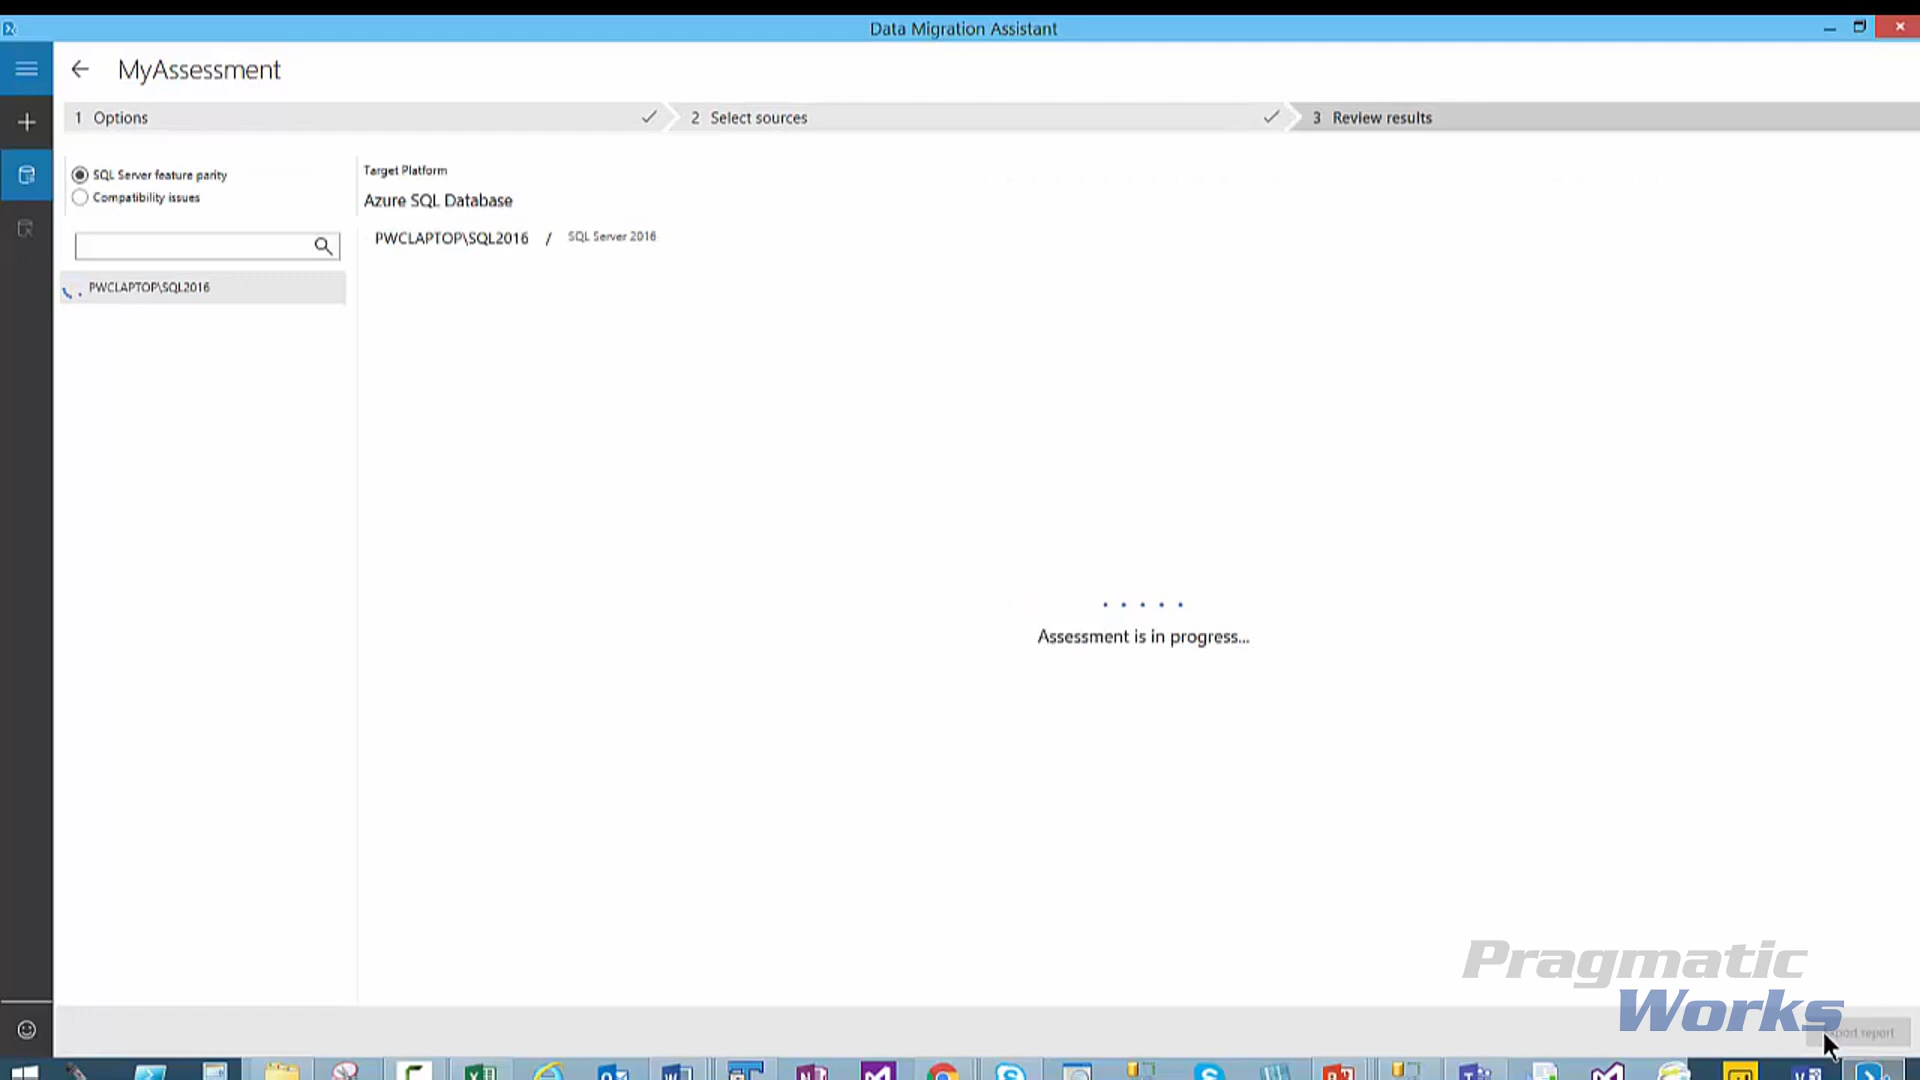 Data Migration Assistant
MyAssessment
1 Options
2 Select sources
3 Review results
SQL Server feature parity
Compatibility issues
Target Platform
Azure SQL Database
PWCLAPTOP\SQL2016 / SQL Server 2016
PWCLAPTOP\SQL2016
Assessment is in progress...
Pragmatic
Works
report